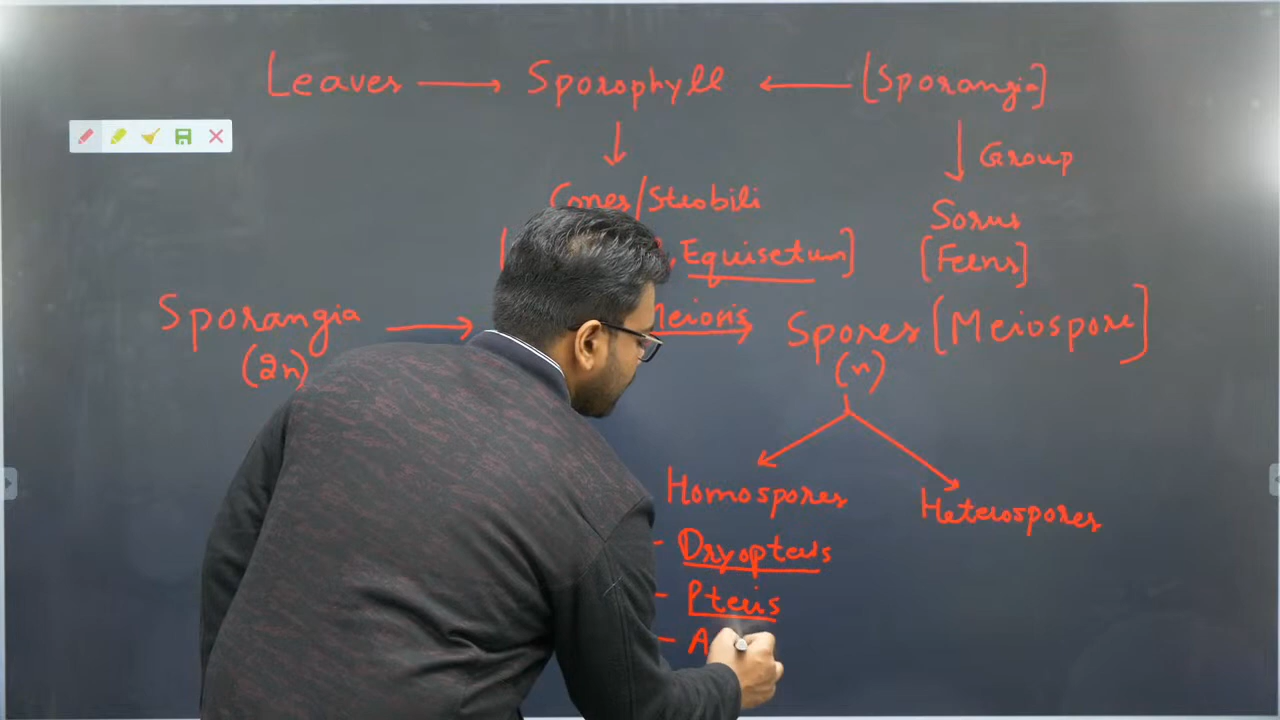 Leaves → Sporophyll ← [Sporangia]
↓ ↓ Group
Cones/Strobili
Sorus
[ , Equisetum] [Ferns]
Sporangia → Meiosis → Spores [Meiospore]
(2n) (n)
Homospores Heterospores
- Dryopteris
- Pteris
- A